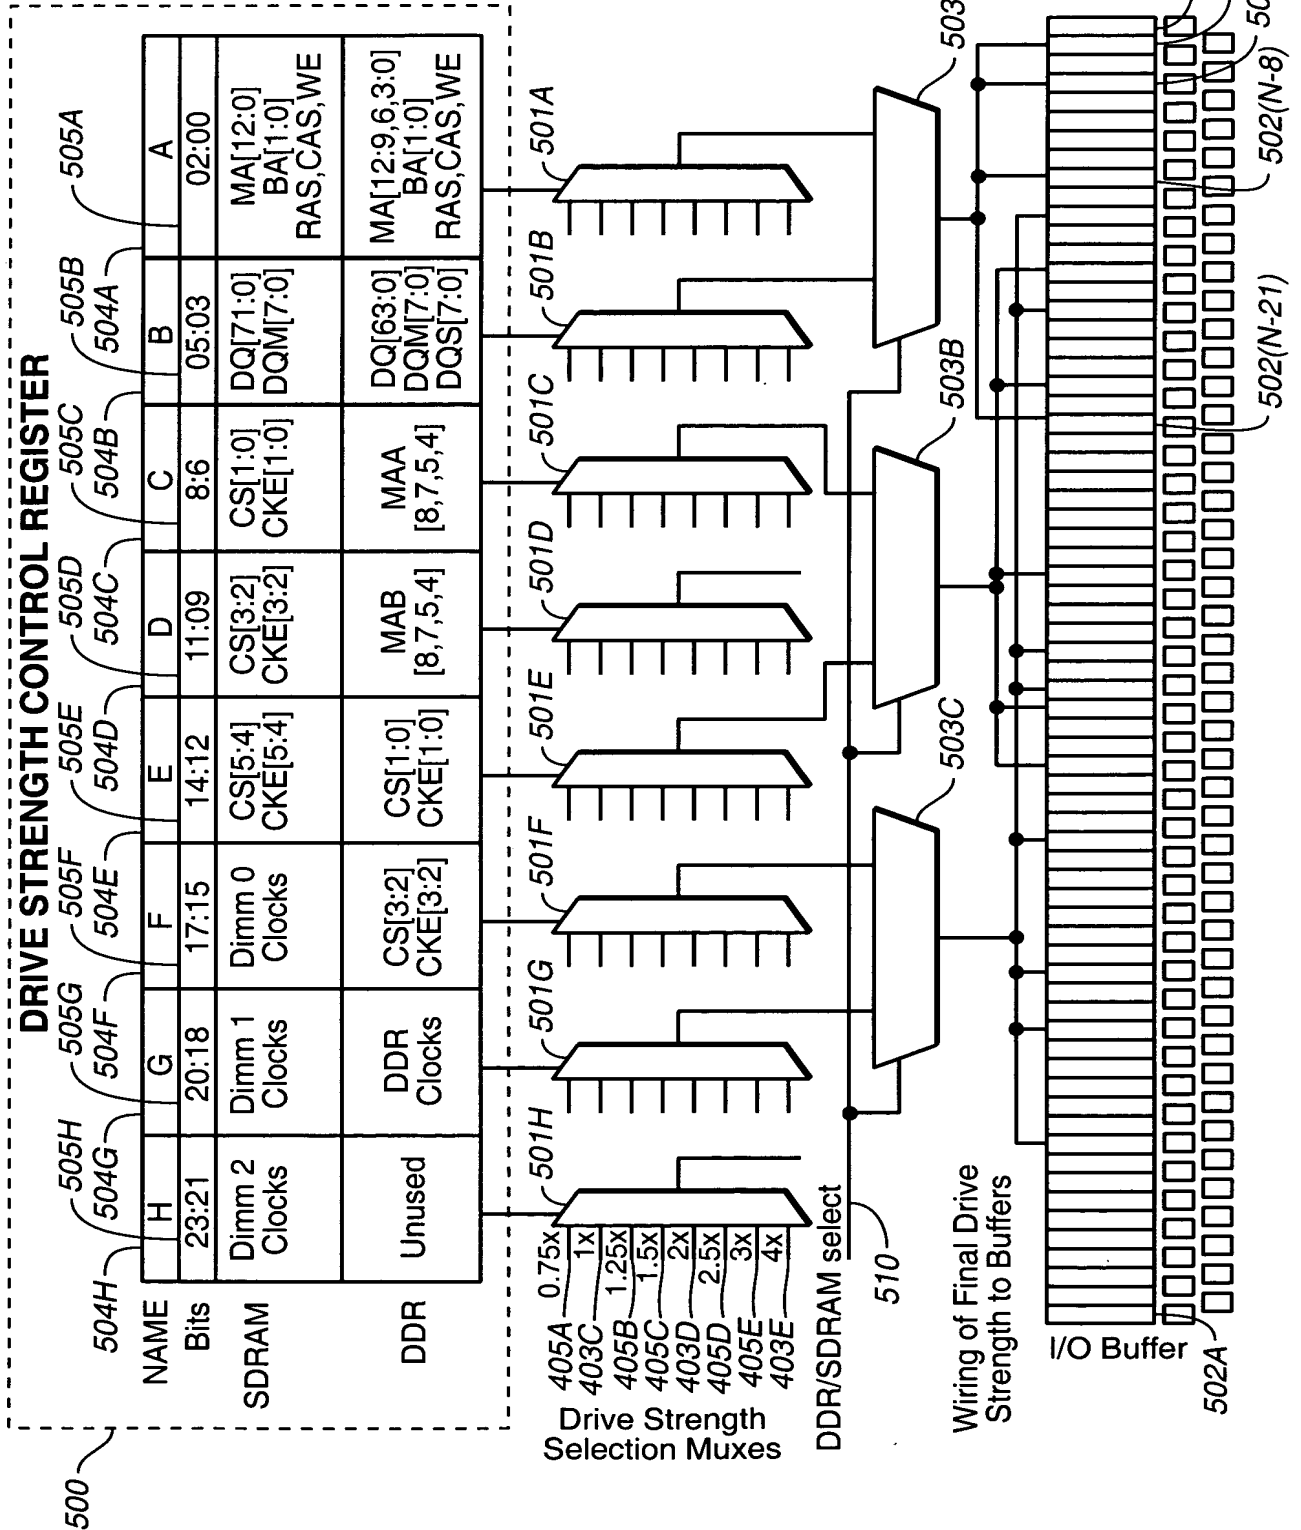 DRIVE STRENGTH CONTROL REGISTER
500
504H 505H 504G 505G 504F 505F 504E 505E 504D 505D 504C 505C 504B 505B 504A 505A
NAME H G F E D C B A
Bits 23:21 20:18 17:15 14:12 11:09 8:6 05:03 02:00
SDRAM
Dimm 2
Clocks
Dimm 1
Clocks
Dimm 0
Clocks
CS[5:4]
CKE[5:4]
CS[3:2]
CKE[3:2]
CS[1:0]
CKE[1:0]
DQ[71:0]
DQM[7:0]
MA[12:0]
BA[1:0]
RAS,CAS,WE
DDR
Unused
DDR
Clocks
CS[3:2]
CKE[3:2]
CS[1:0]
CKE[1:0]
MAB
[8,7,5,4]
MAA
[8,7,5,4]
DQ[63:0]
DQM[7:0]
DQS[7:0]
MA[12:9,6,3:0]
BA[1:0]
RAS,CAS,WE
501H 501G 501F 501E 501D 501C 501B 501A
405A 0.75x
403C 1x
405B 1.25x
405C 1.5x
403D 2x
405D 2.5x
405E 3x
403E 4x
Drive Strength
Selection Muxes
DDR/SDRAM select
510
503C 503B 503
Wiring of Final Drive
Strength to Buffers
I/O Buffer
502A
502(N-21)
502(N-8)